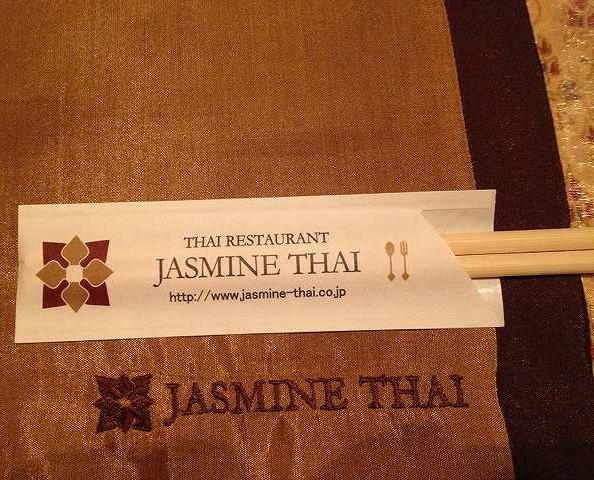 THAI RESTAURANT
JASMINE THAI
http://www.jasmine-thai.co.jp
JASMINE THAI